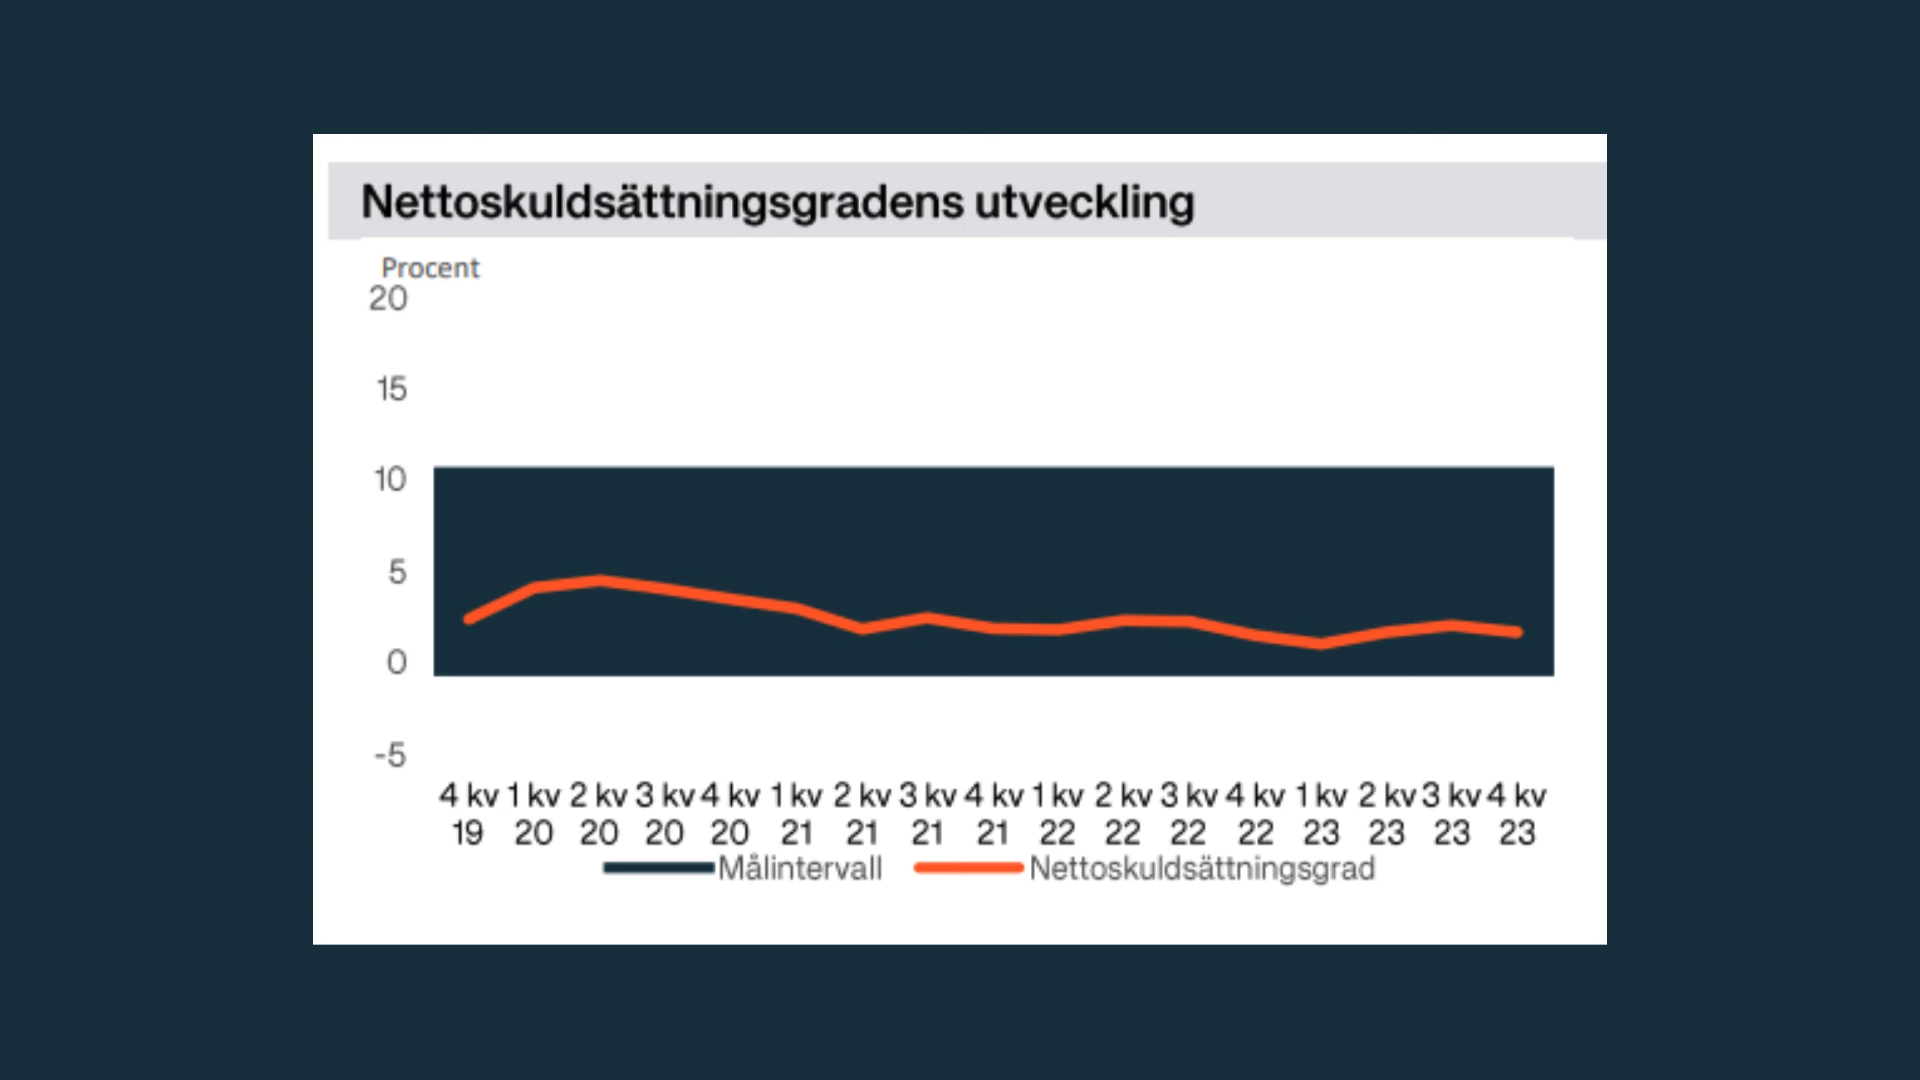 Nettoskuldsättningsgradens utveckling
Procent
20
15
10
5
0
-5
4 kv 1 kv 2 kv 3 kv 4 kv 1 kv 2 kv 3 kv 4 kv 1 kv 2 kv 3 kv 4 kv 1 kv 2 kv 3 kv 4 kv
19 20 20 20 20 21 21 21 21 22 22 22 22 23 23 23 23
Målintervall Nettoskuldsättningsgrad